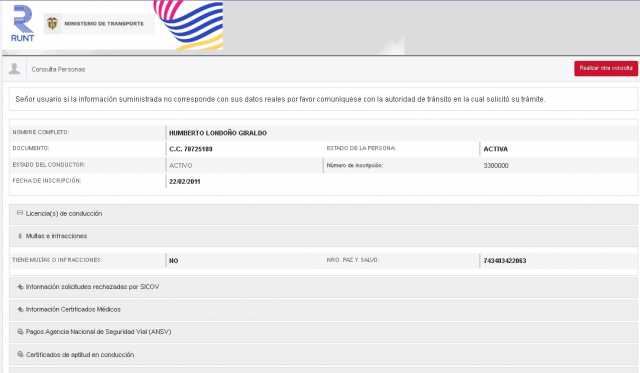 RUNT
MINISTERIO DE TRANSPORTE
Consulta Personas
Realizar otra consulta
Señor usuario si la información suministrada no corresponde con sus datos reales por favor comuniquese con la autoridad de tránsito en la cual solicitó su trámite.
NOMBRE COMPLETO: HUMBERTO LONDOÑO GIRALDO
DOCUMENTO: C.C. 70725189 ESTADO DE LA PERSONA: ACTIVA
ESTADO DEL CONDUCTOR: ACTIVO Número de inscripción: 3300000
FECHA DE INSCRIPCIÓN: 22/02/2011
Licencia(s) de conducción
Multas e infracciones
TIENE MULTAS O INFRACCIONES: NO NRO. PAZ Y SALVO: 743403422063
Información solicitudes rechazadas por SICOV
Información Certificados Médicos
Pagos Agencia Nacional de Seguridad Vial (ANSV)
Certificados de aptitud en conducción